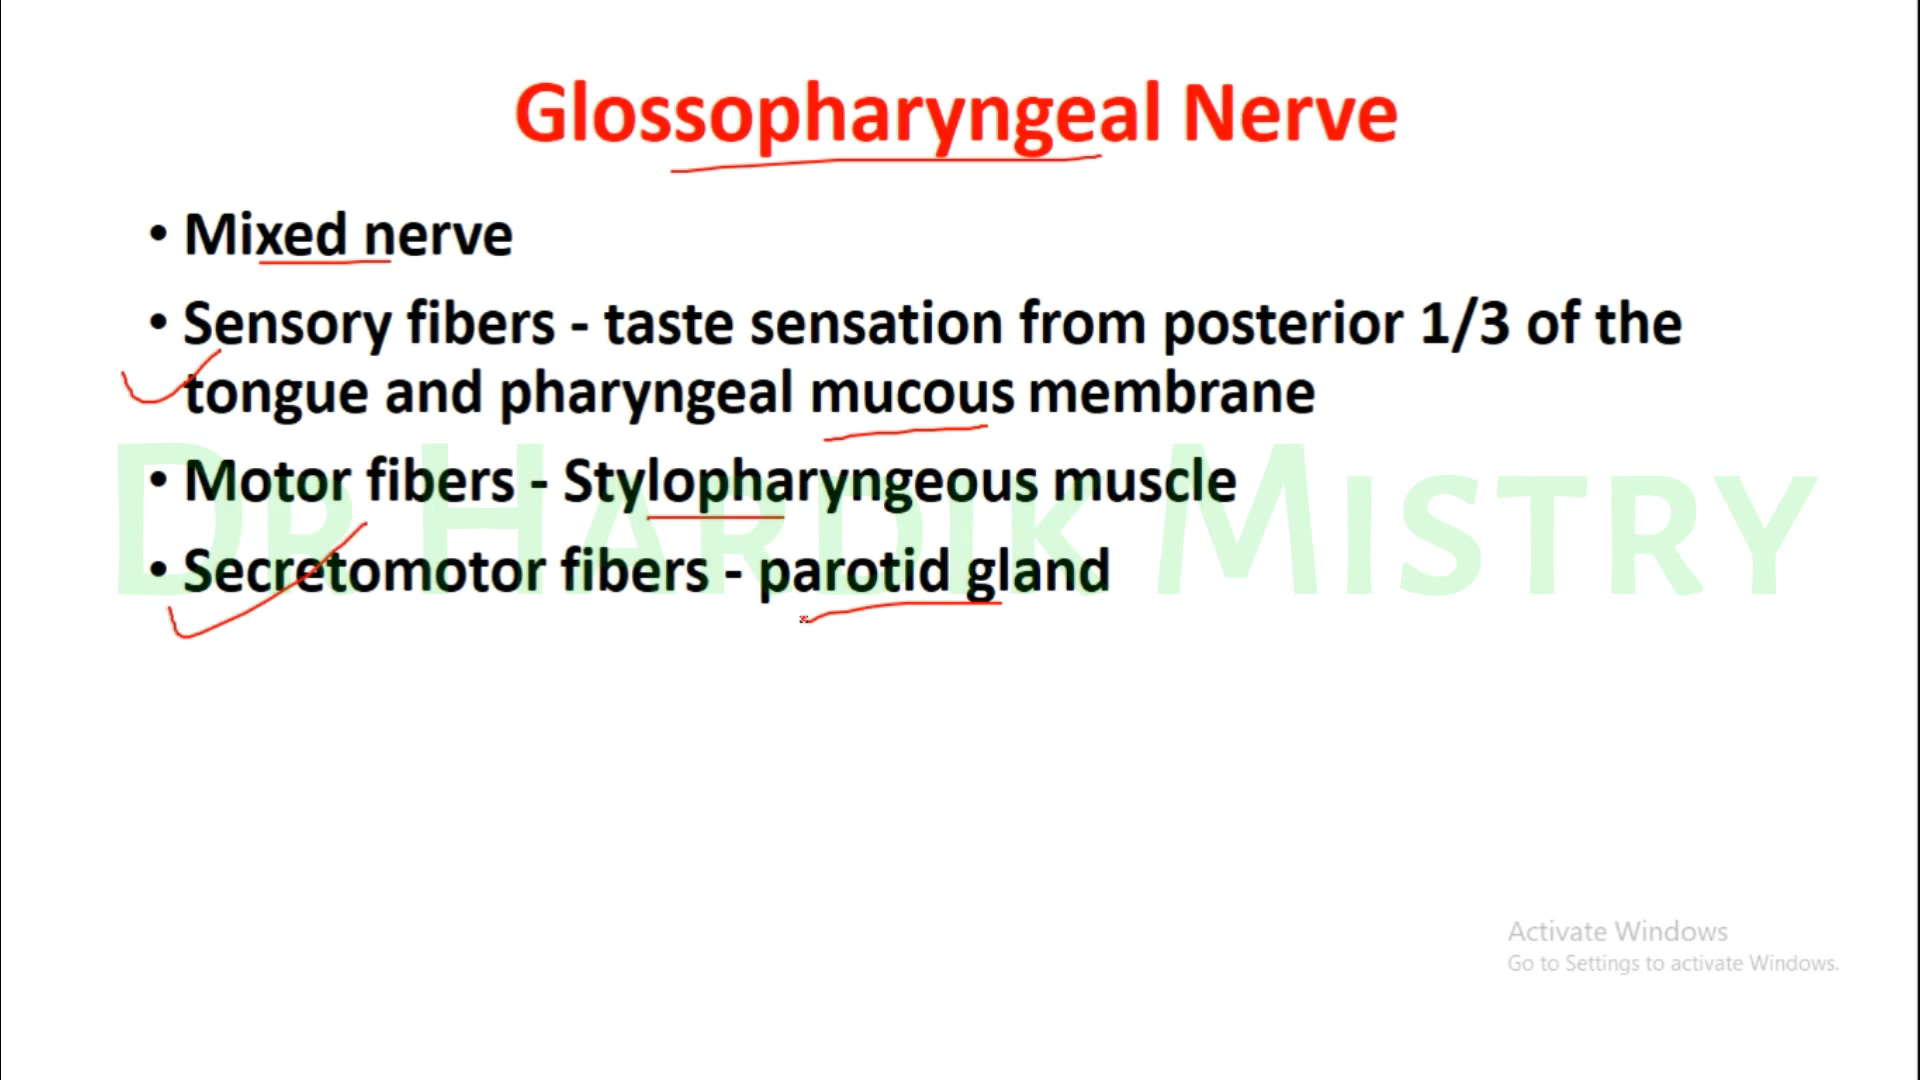 Glossopharyngeal Nerve
• Mixed nerve
• Sensory fibers - taste sensation from posterior 1/3 of the
tongue and pharyngeal mucous membrane
• Motor fibers - Stylopharyngeous muscle
DR HARDIK MISTRY
• Secretomotor fibers - parotid gland
Activate Windows
Go to Settings to activate Windows.